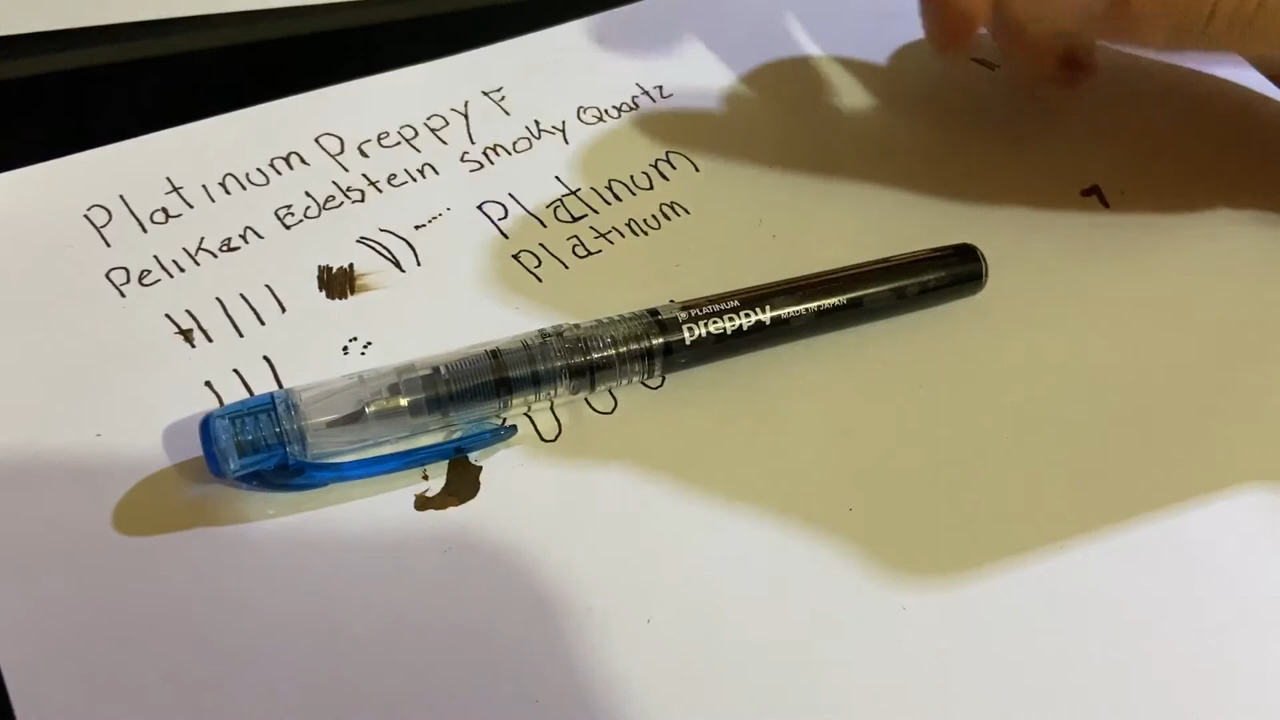 Platinum Preppy F
Pelikan Edelstein Smoky Quartz
Platinum
Platinum
PLATINUM
preppy MADE IN JAPAN